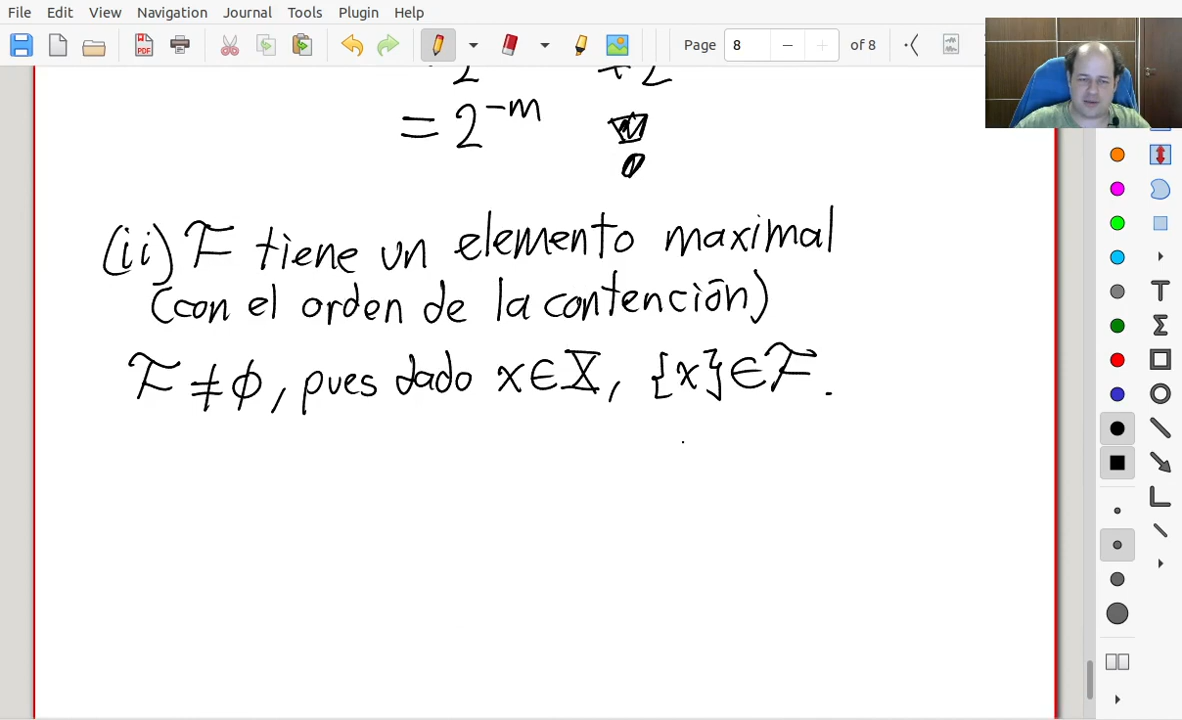 File Edit View Navigation Journal Tools Plugin Help
Page 8 of 8
= 2^{-m}
(ii) F tiene un elemento maximal
(con el orden de la contención)
F ≠ ϕ, pues dado x ∈ X, {x} ∈ F.